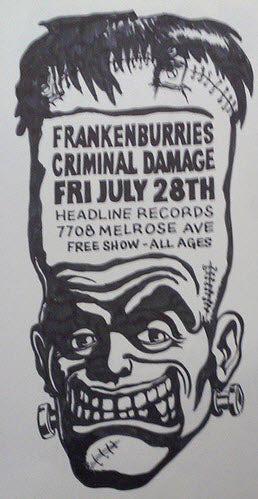 FRANKENBURRIES
CRIMINAL DAMAGE
FRI JULY 28TH
HEADLINE RECORDS
7708 MELROSE AVE
FREE SHOW - ALL AGES